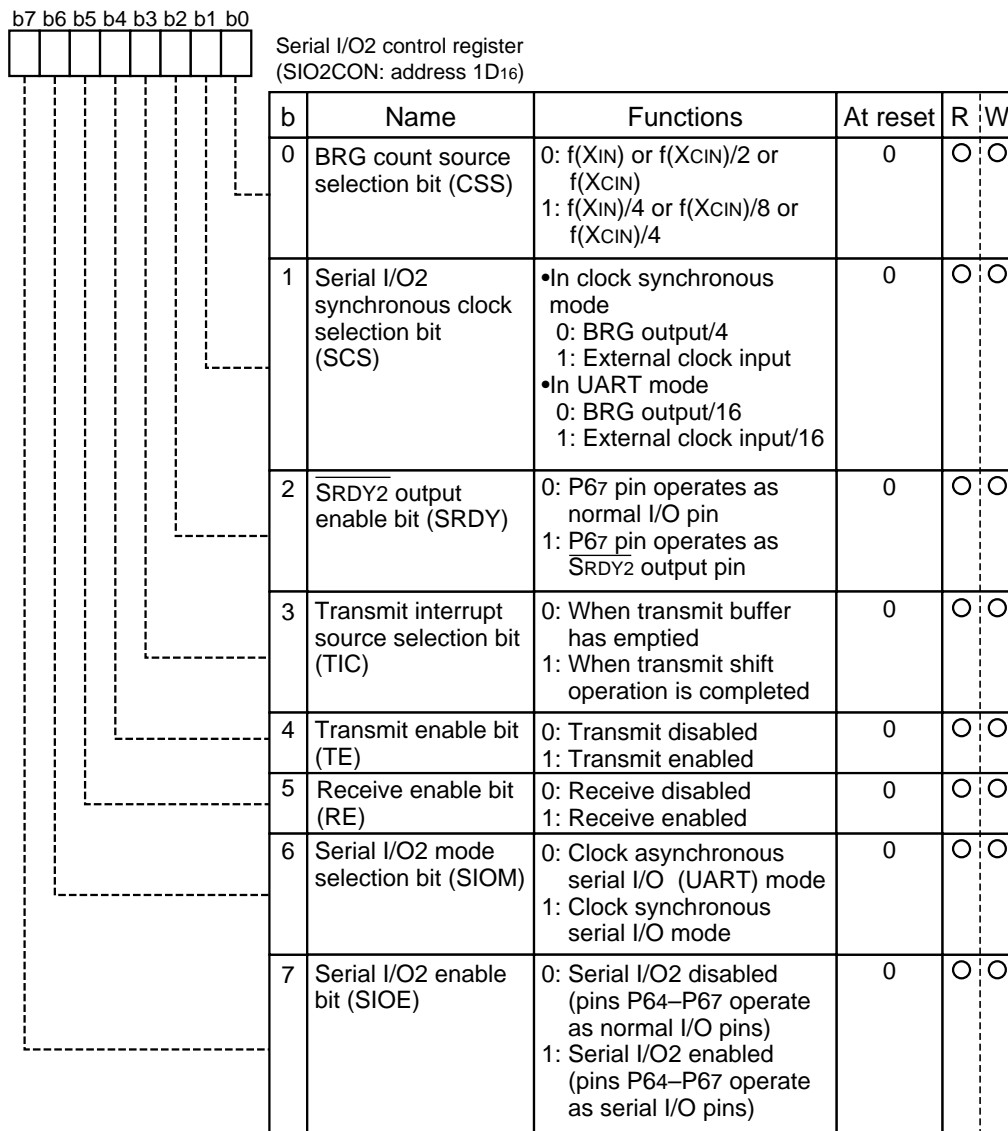 b7 b6 b5 b4 b3 b2 b1 b0
Serial I/O2 control register
(SIO2CON: address 1D16)
b Name Functions At reset R W
0 BRG count source selection bit (CSS)
0: f(XIN) or f(XCIN)/2 or
f(XCIN)
1: f(XIN)/4 or f(XCIN)/8 or
f(XCIN)/4
0
1 Serial I/O2
synchronous clock
selection bit
(SCS)
•In clock synchronous
mode
0: BRG output/4
1: External clock input
•In UART mode
0: BRG output/16
1: External clock input/16
0
2 SRDY2 output
enable bit (SRDY)
0: P67 pin operates as
normal I/O pin
1: P67 pin operates as
SRDY2 output pin
0
3 Transmit interrupt
source selection bit
(TIC)
0: When transmit buffer
has emptied
1: When transmit shift
operation is completed
0
4 Transmit enable bit
(TE)
0: Transmit disabled
1: Transmit enabled
0
5 Receive enable bit
(RE)
0: Receive disabled
1: Receive enabled
0
6 Serial I/O2 mode
selection bit (SIOM)
0: Clock asynchronous
serial I/O (UART) mode
1: Clock synchronous
serial I/O mode
0
7 Serial I/O2 enable
bit (SIOE)
0: Serial I/O2 disabled
(pins P64–P67 operate
as normal I/O pins)
1: Serial I/O2 enabled
(pins P64–P67 operate
as serial I/O pins)
0